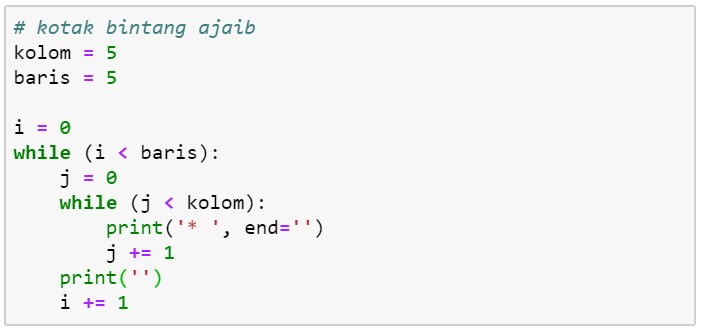 # kotak bintang ajaib
kolom = 5
baris = 5

i = 0
while (i < baris):
    j = 0
    while (j < kolom):
        print('* ', end='')
        j += 1
    print('')
    i += 1